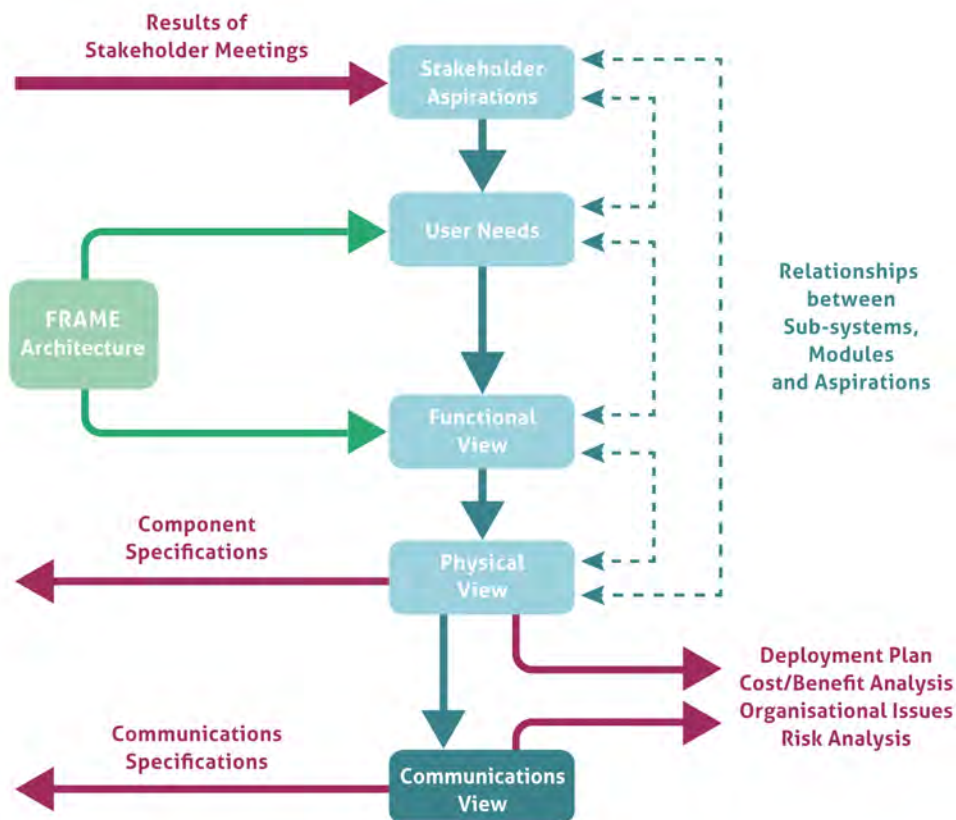 Results of
Stakeholder Meetings
Stakeholder
Aspirations
User Needs
FRAME
Architecture
Relationships
between
Sub-systems,
Modules
and Aspirations
Functional
View
Component
Specifications
Physical
View
Deployment Plan
Cost/Benefit Analysis
Organisational Issues
Risk Analysis
Communications
Specifications
Communications
View